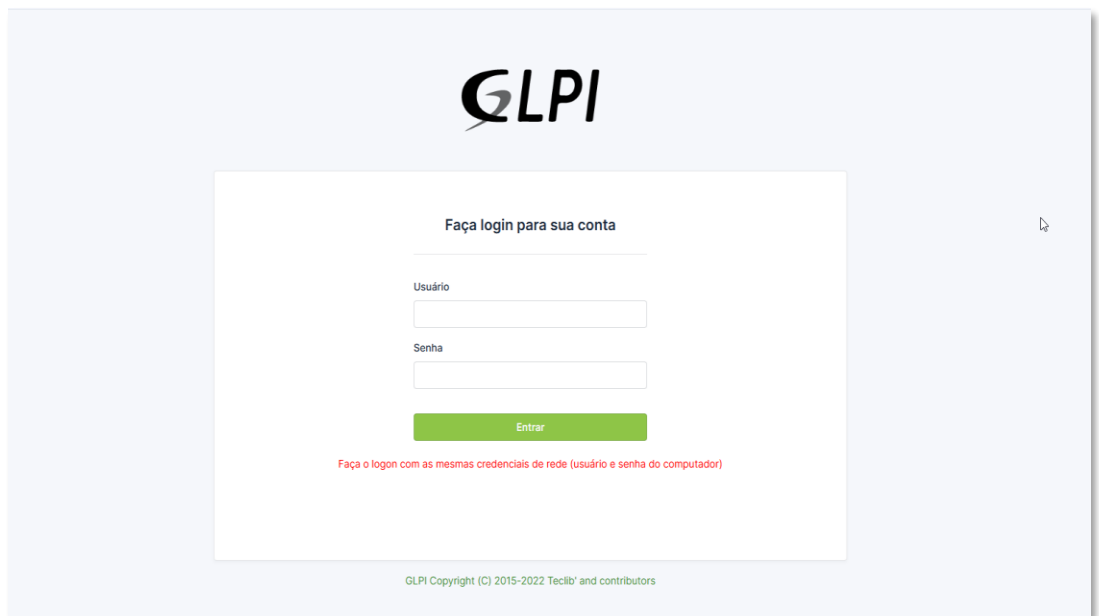 GLPI
Faça login para sua conta
Usuário
Senha
Entrar
Faça o logon com as mesmas credenciais de rede (usuário e senha do computador)
GLPI Copyright (C) 2015-2022 Teclib' and contributors